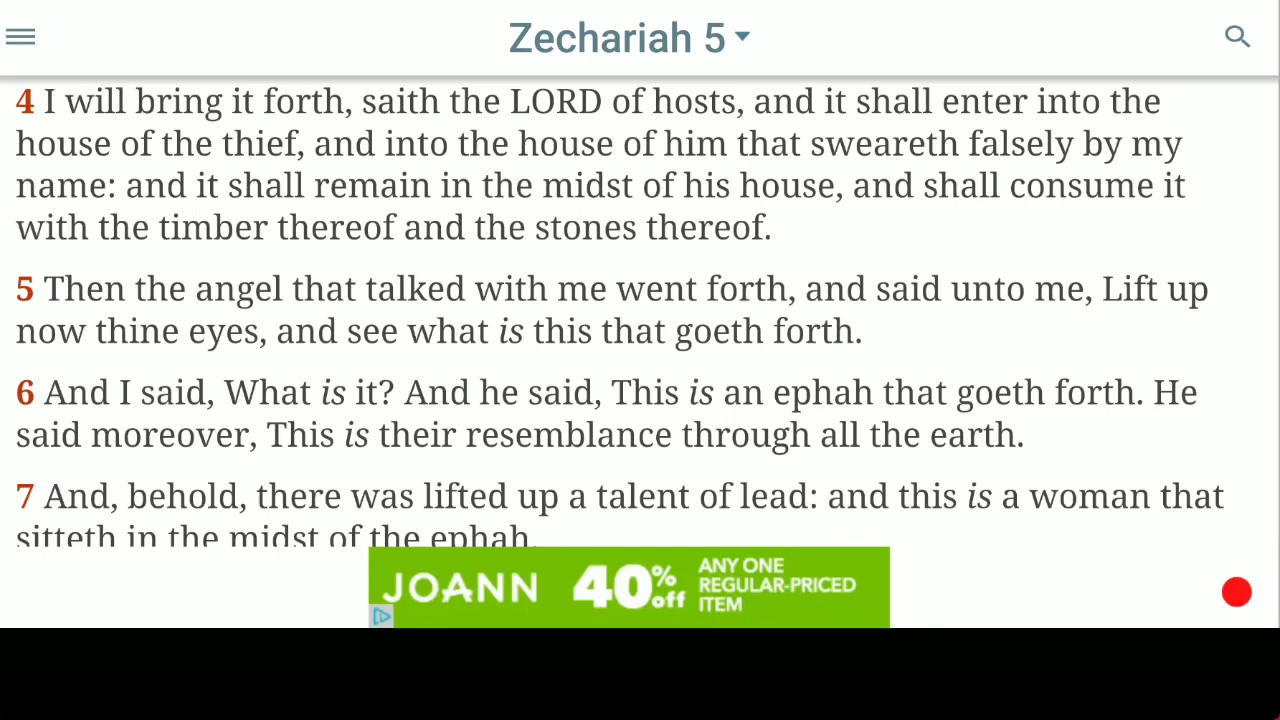 Zechariah 5
4 I will bring it forth, saith the LORD of hosts, and it shall enter into the
house of the thief, and into the house of him that sweareth falsely by my
name: and it shall remain in the midst of his house, and shall consume it
with the timber thereof and the stones thereof.
5 Then the angel that talked with me went forth, and said unto me, Lift up
now thine eyes, and see what is this that goeth forth.
6 And I said, What is it? And he said, This is an ephah that goeth forth. He
said moreover, This is their resemblance through all the earth.
7 And, behold, there was lifted up a talent of lead: and this is a woman that
sitteth in the midst of the ephah.
JOANN 40% off ANY ONE
REGULAR-PRICED
ITEM